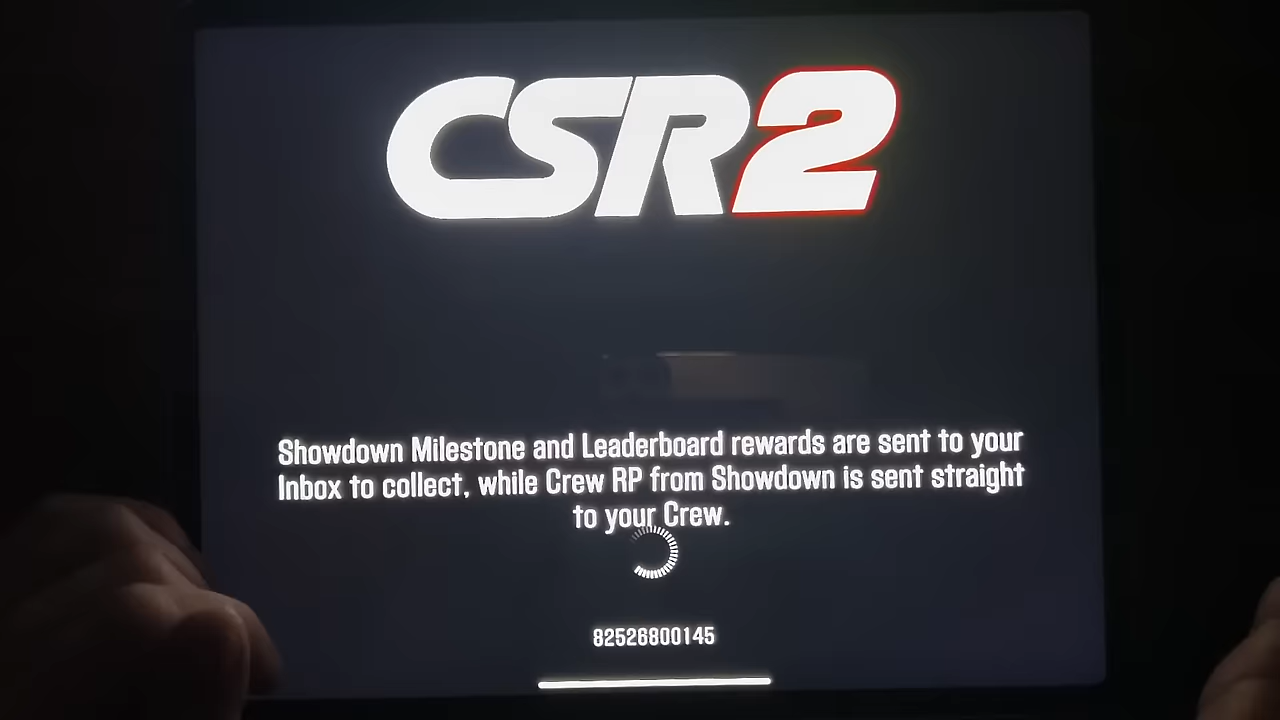 CSR2
Showdown Milestone and Leaderboard rewards are sent to your
Inbox to collect, while Crew RP from Showdown is sent straight
to your Crew.
82526800145